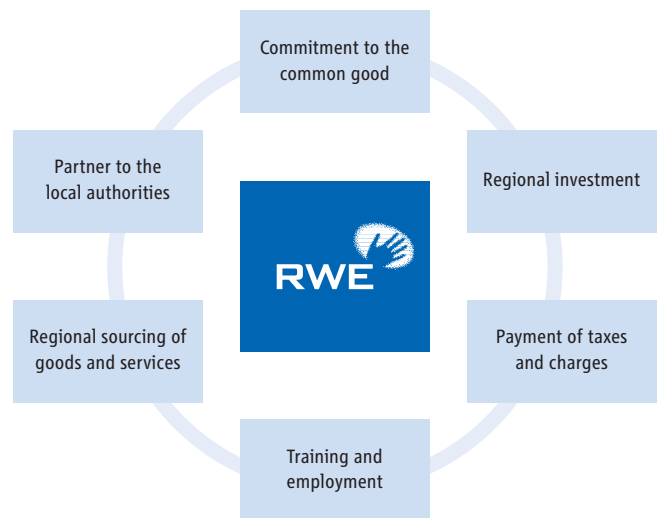 Commitment to the
common good
Partner to the
local authorities
Regional investment
RWE
Regional sourcing of
goods and services
Payment of taxes
and charges
Training and
employment